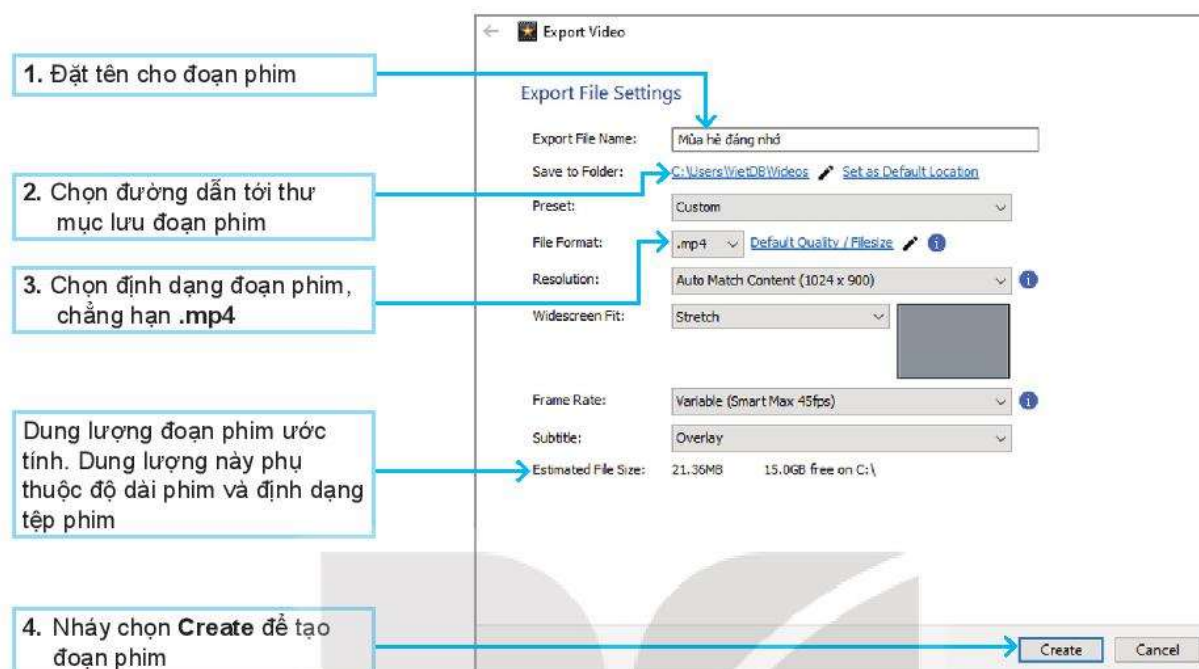 1. Đặt tên cho đoạn phim
2. Chọn đường dẫn tới thư
mục lưu đoạn phim
3. Chọn định dạng đoạn phim,
chẳng hạn .mp4
Dung lượng đoạn phim ước
tính. Dung lượng này phụ
thuộc độ dài phim và định dạng
tệp phim
4. Nháy chọn Create để tạo
đoạn phim
Export Video
Export File Settings
Export File Name: Mùa hè đáng nhớ
Save to Folder: C:\Users\VietDB\Videos Set as Default Location
Preset: Custom
File Format: .mp4 Default Quality / Filesize
Resolution: Auto Match Content (1024 x 900)
Widescreen Fit: Stretch
Frame Rate: Variable (Smart Max 45fps)
Subtitle: Overlay
Estimated File Size: 21.36MB 15.0GB free on C:\
Create Cancel